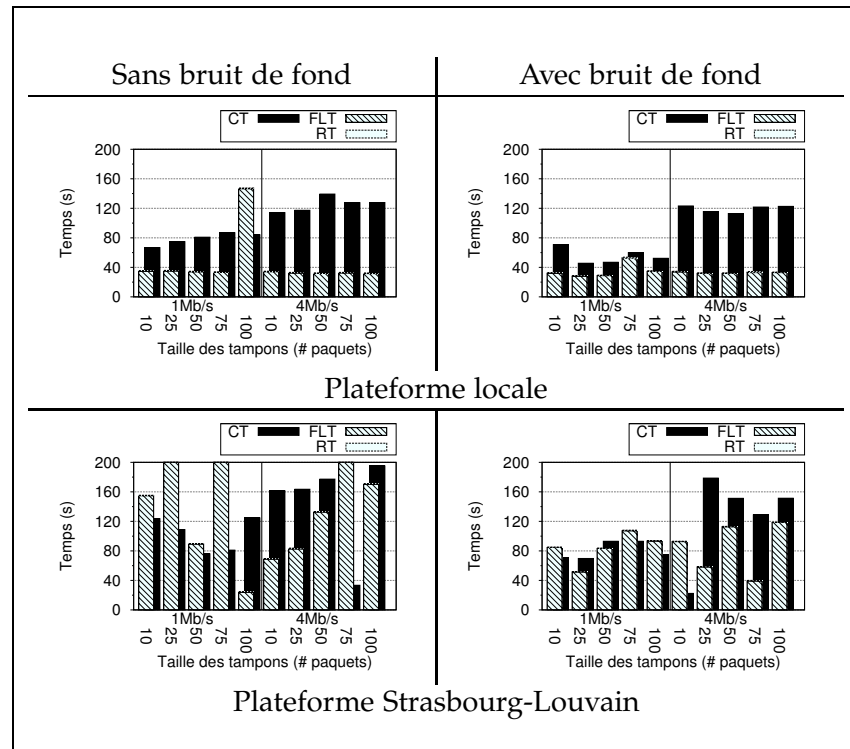 Sans bruit de fond
Avec bruit de fond
CT FLT
RT
Temps (s)
200
160
120
80
40
0
10 25 50 75 100 10 25 50 75 100
1Mb/s 4Mb/s
Taille des tampons (# paquets)
CT FLT
RT
Temps (s)
200
160
120
80
40
0
10 25 50 75 100 10 25 50 75 100
1Mb/s 4Mb/s
Taille des tampons (# paquets)
Plateforme locale
CT FLT
RT
Temps (s)
200
160
120
80
40
0
10 25 50 75 100 10 25 50 75 100
1Mb/s 4Mb/s
Taille des tampons (# paquets)
CT FLT
RT
Temps (s)
200
160
120
80
40
0
10 25 50 75 100 10 25 50 75 100
1Mb/s 4Mb/s
Taille des tampons (# paquets)
Plateforme Strasbourg-Louvain